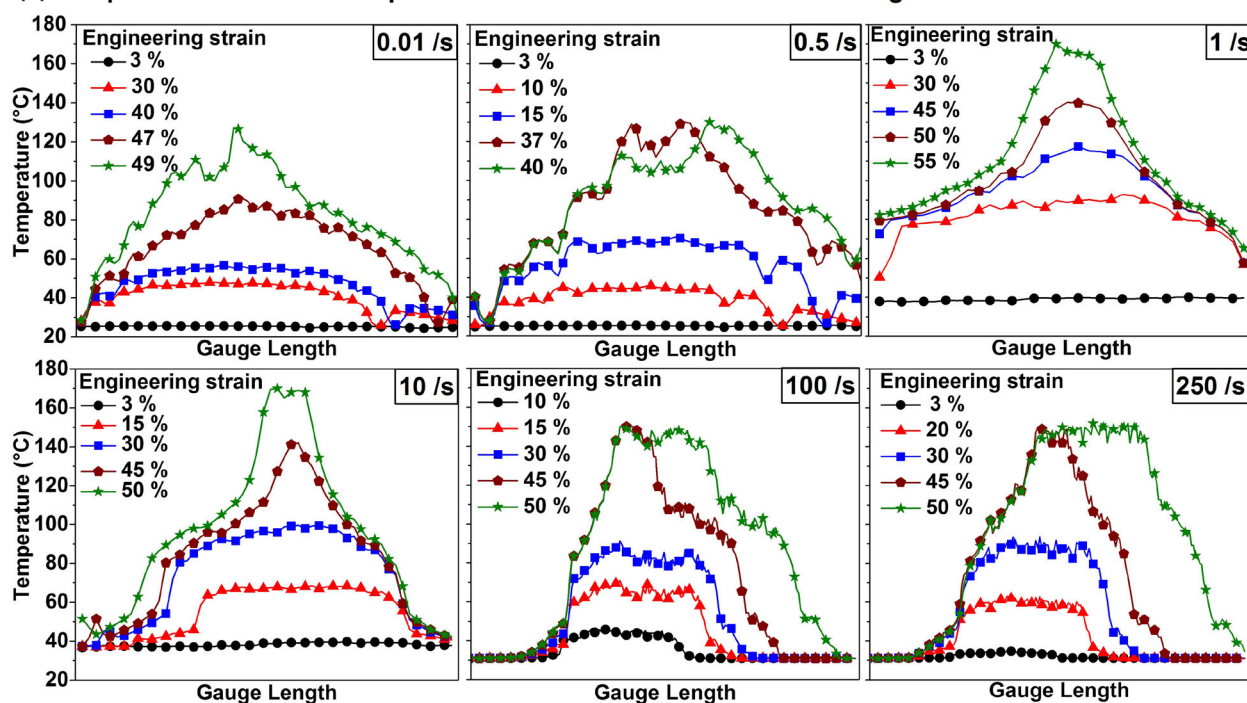 180
160
140
120
100
80
60
40
20
Temperature (°C)
Engineering strain
0.01 /s
3 %
30 %
40 %
47 %
49 %
Gauge Length
Engineering strain
0.5 /s
3 %
10 %
15 %
37 %
40 %
Gauge Length
Engineering strain
1 /s
3 %
30 %
45 %
50 %
55 %
Gauge Length
180
160
140
120
100
80
60
40
20
Temperature (°C)
Engineering strain
10 /s
3 %
15 %
30 %
45 %
50 %
Gauge Length
Engineering strain
100 /s
10 %
15 %
30 %
45 %
50 %
Gauge Length
Engineering strain
250 /s
3 %
20 %
30 %
45 %
50 %
Gauge Length